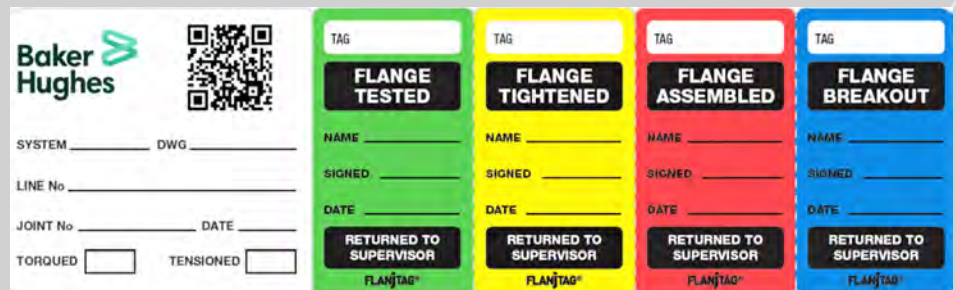 Baker
Hughes
SYSTEM DWG
LINE No
JOINT No DATE
TORQUED TENSIONED
TAG
FLANGE
TESTED
NAME
SIGNED
DATE
RETURNED TO
SUPERVISOR
FLANjTAG®
TAG
FLANGE
TIGHTENED
NAME
SIGNED
DATE
RETURNED TO
SUPERVISOR
FLANjTAG®
TAG
FLANGE
ASSEMBLED
NAME
SIGNED
DATE
RETURNED TO
SUPERVISOR
FLANjTAG®
TAG
FLANGE
BREAKOUT
NAME
SIGNED
DATE
RETURNED TO
SUPERVISOR
FLANjTAG®